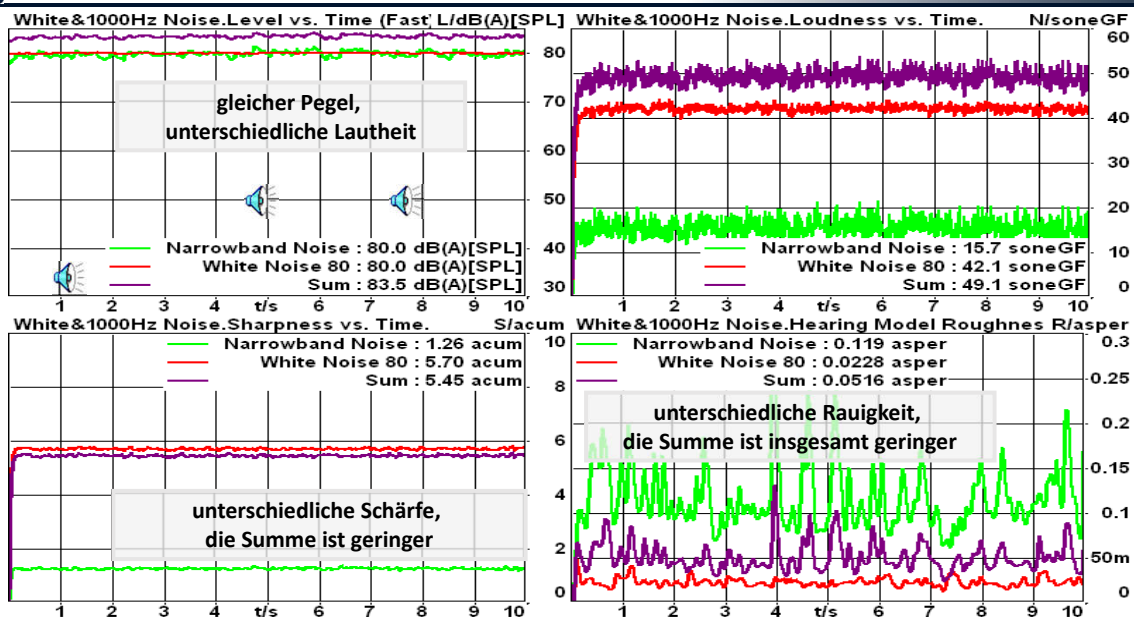 White&1000Hz Noise.Level vs. Time (Fast) L/dB(A)[SPL]
80
70
60
50
40
30
gleicher Pegel,
unterschiedliche Lautheit
Narrowband Noise : 80.0 dB(A)[SPL]
White Noise 80 : 80.0 dB(A)[SPL]
Sum : 83.5 dB(A)[SPL]
1 2 3 4 t/s 6 7 8 9 10
White&1000Hz Noise.Loudness vs. Time. N/soneGF
60
50
40
30
20
10
0
Narrowband Noise : 15.7 soneGF
White Noise 80 : 42.1 soneGF
Sum : 49.1 soneGF
1 2 3 4 t/s 6 7 8 9 10
White&1000Hz Noise.Sharpness vs. Time. S/acum
Narrowband Noise : 1.26 acum
White Noise 80 : 5.70 acum
Sum : 5.45 acum
10
8
6
4
2
0
unterschiedliche Schärfe,
die Summe ist geringer
1 2 3 4 t/s 6 7 8 9 10
White&1000Hz Noise.Hearing Model Roughnes R/asper
Narrowband Noise : 0.119 asper
White Noise 80 : 0.0228 asper
Sum : 0.0516 asper
0.3
0.25
0.2
0.15
0.1
50m
0
unterschiedliche Rauigkeit,
die Summe ist insgesamt geringer
1 2 3 4 t/s 6 7 8 9 10